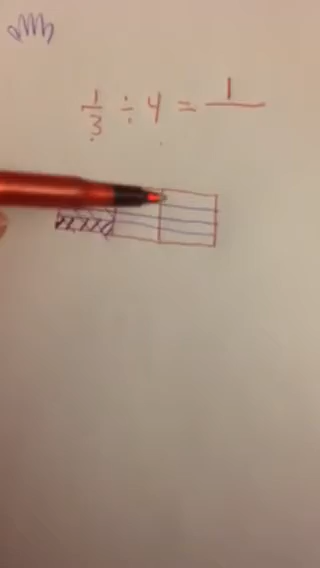 1/3 ÷ 4 = 1/